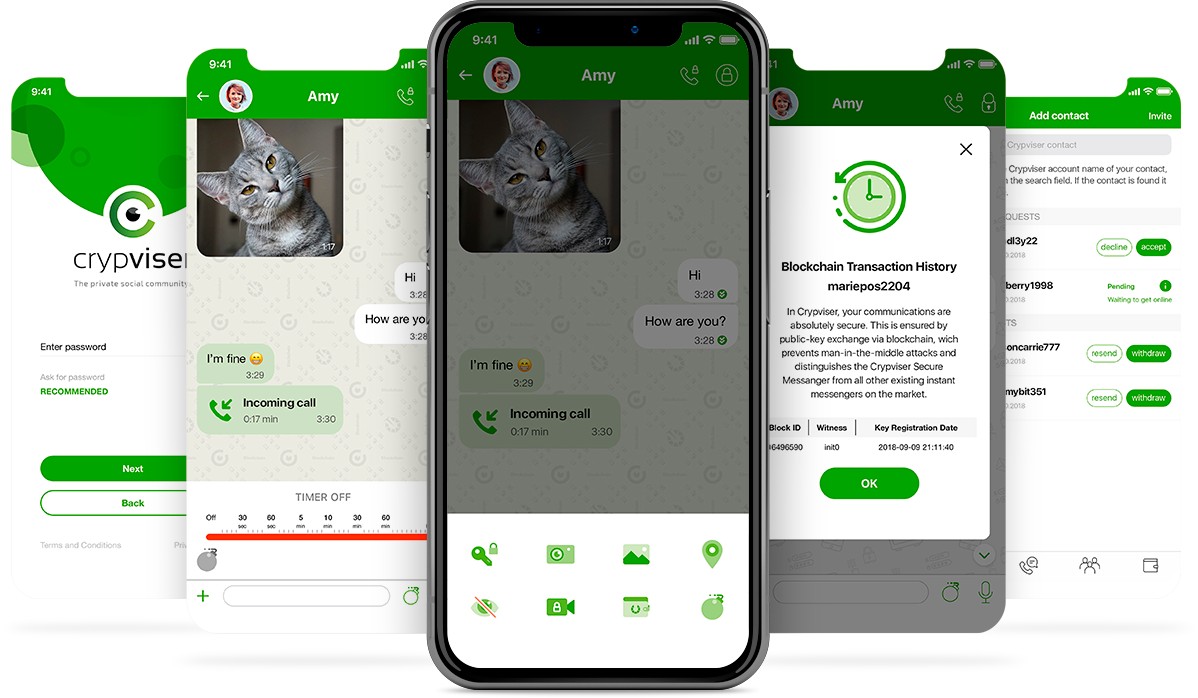 9:41
crypviser
The private social community
Enter password
Ask for password
RECOMMENDED
Next
Back
Terms and Conditions
9:41
Amy
1:17
Hi
3:28
How are you
3:28
I'm fine 😁
3:29
Incoming call
0:17 min 3:30
TIMER OFF
Off 30 sec 60 sec 5 min 10 min 30 min 60 min
9:41
Amy
1:17
Hi
3:28
How are you?
3:28
I'm fine 😁
3:29
Incoming call
0:17 min 3:30
Amy
Blockchain Transaction History
mariepos2204
In Crypviser, your communications are
absolutely secure. This is ensured by
public-key exchange via blockchain, wich
prevents man-in-the-middle attacks and
distinguishes the Crypviser Secure
Messanger from all other existing instant
messengers on the market.
Block ID Witness Key Registration Date
6496590 init0 2018-09-09 21:11:40
OK
Add contact Invite
Crypviser contact
Crypviser account name of your contact,
the search field. If the contact is found it
QUESTS
dl3y22
.2018
decline accept
berry1998
.2018
Pending
Waiting to get online
TS
oncarrie777
.2018
resend withdraw
mybit351
.2018
resend withdraw